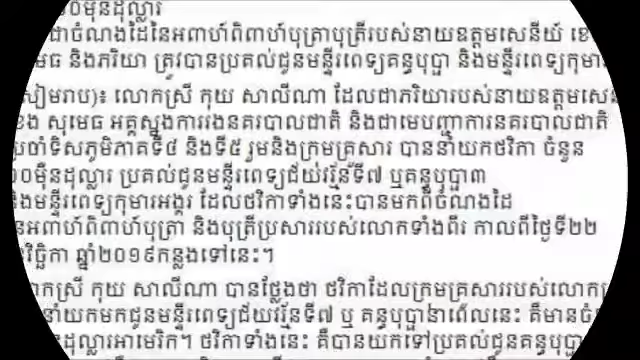 ០ម៉ឺនដុល្លារ
ជាចំណងដៃនៃអពាហ៍ពិពាហ៍បុត្រាបុត្រីរបស់នាយឧត្តមសេនីយ៍ ខេ
មេធ និងភរិយា ត្រូវបានប្រគល់ជូនមន្ទីរពេទ្យគន្ធបុប្ផា និងមន្ទីរពេទ្យកុមារ
សៀមរាប)៖ លោកស្រី កុយ សាលីណា ដែលជាភរិយារបស់នាយឧត្តមសេន
ខេង សុមេធ អគ្គស្នងការរងនគរបាលជាតិ និងជាមេបញ្ជាការនគរបាលជាតិ
ប្រចាំទិសភូមិភាគទី៤ និងទី៥ រួមនិងក្រមគ្រួសារ បាននាំយកថវិកា ចំនួន
០ម៉ឺនដុល្លារ ប្រគល់ជូនមន្ទីរពេទ្យជ័យវរ្ម័នទី៧ ឬគន្ធបុប្ផា៣
និងមន្ទីរពេទ្យកុមារអង្គរ ដែលថវិកាទាំងនេះបានមកពីចំណងដៃ
នៃអពាហ៍ពិពាហ៍បុត្រា និងបុត្រីប្រសាររបស់លោកទាំងពីរ កាលពីថ្ងៃទី២២
វិច្ឆិកា ឆ្នាំ២០១៩កន្លងទៅនេះ។
លោកស្រី កុយ សាលីណា បានថ្លែងថា ថវិកាដែលក្រមគ្រសាររបស់លោកស្រ
នាំយកមកជូនមន្ទីរពេទ្យជ័យវរ្ម័នទី៧ ឬ គន្ធបុប្ផានាពេលនេះ គឺមានចំន
ដុល្លារអាមេរិក។ ថវិកាទាំងនេះ គឺបានយកទៅប្រគល់ជូនគន្ធបុប្ផា